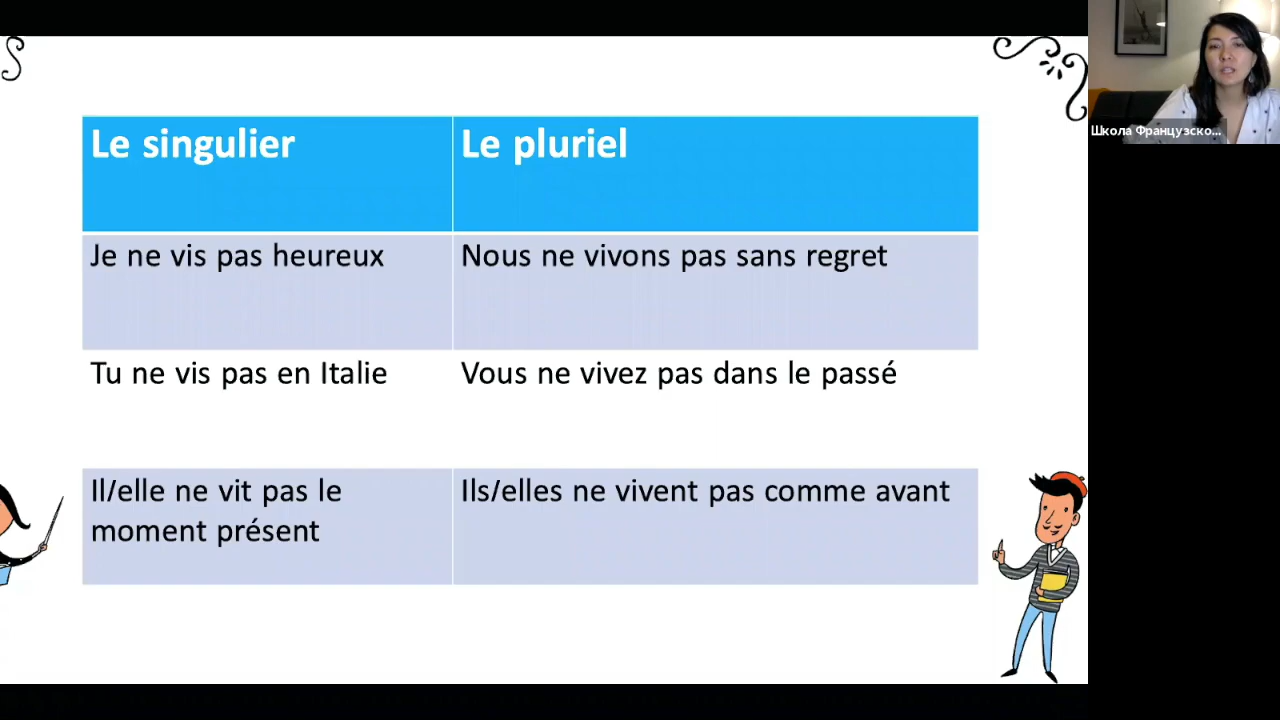 Le singulier
Le pluriel
Je ne vis pas heureux
Nous ne vivons pas sans regret
Tu ne vis pas en Italie
Vous ne vivez pas dans le passé
Il/elle ne vit pas le
moment présent
Ils/elles ne vivent pas comme avant
Школа Французско...